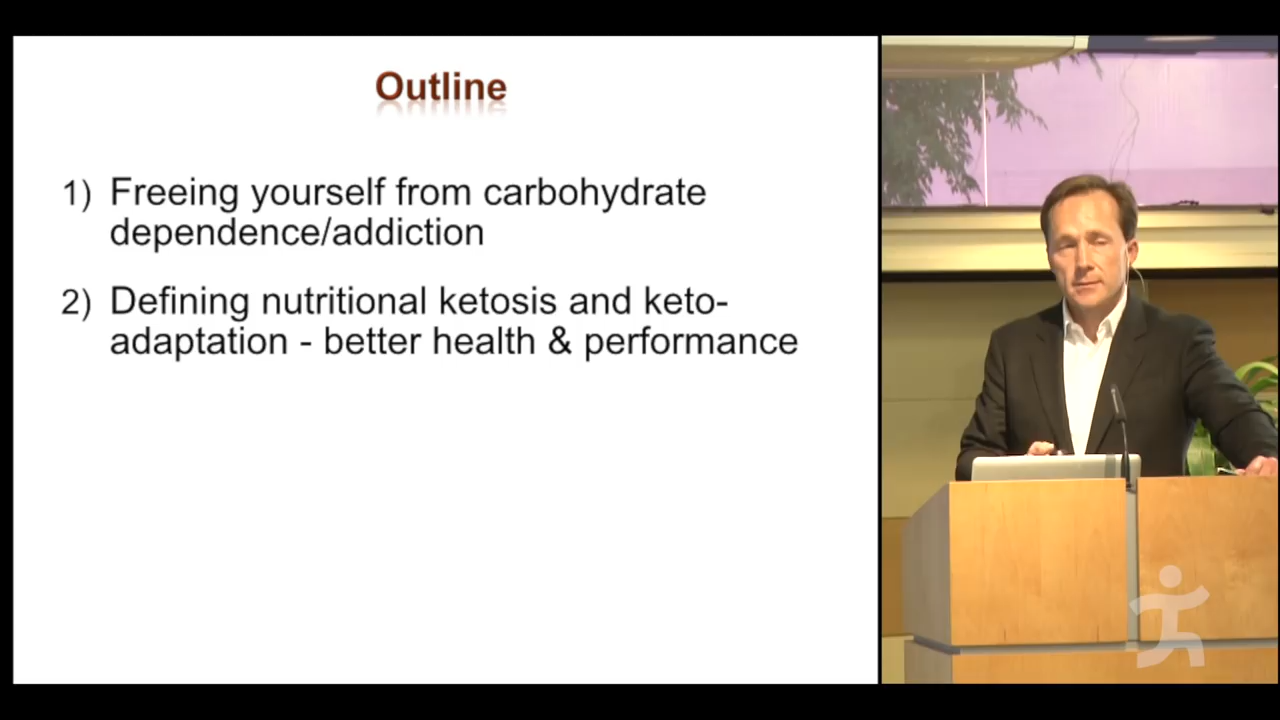 Outline
1) Freeing yourself from carbohydrate
dependence/addiction
2) Defining nutritional ketosis and keto-
adaptation - better health & performance